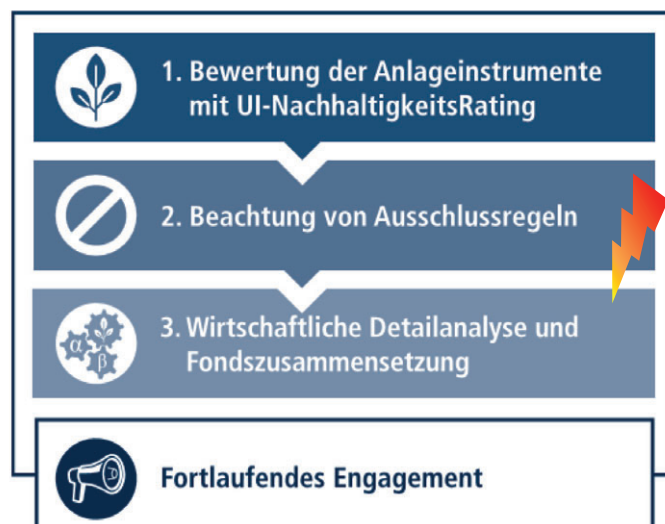 1. Bewertung der Anlageinstrumente
mit UI-NachhaltigkeitsRating
2. Beachtung von Ausschlussregeln
3. Wirtschaftliche Detailanalyse und
Fondszusammensetzung
α
β
Fortlaufendes Engagement